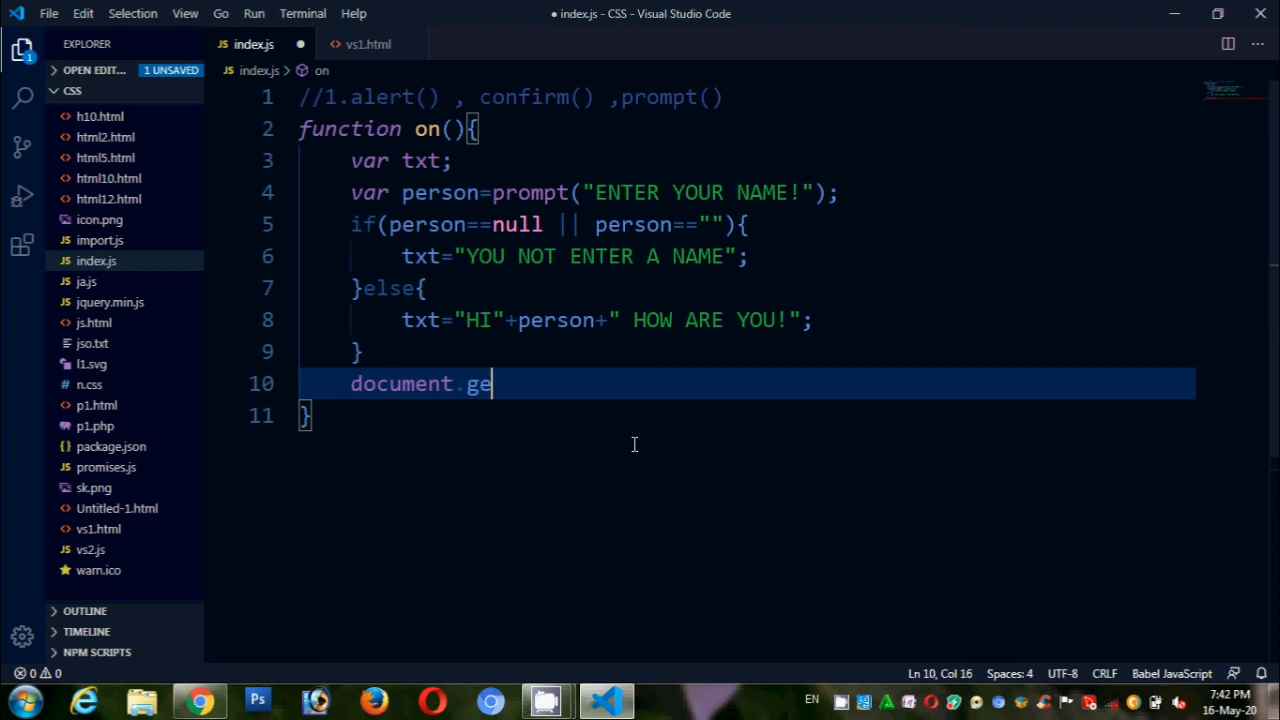 File Edit Selection View Go Run Terminal Help
● index.js - CSS - Visual Studio Code
EXPLORER
index.js
vs1.html
OPEN EDIT... 1 UNSAVED
index.js > on
CSS
h10.html
html2.html
html5.html
html10.html
html12.html
icon.png
import.js
index.js
ja.js
jquery.min.js
js.html
jso.txt
l1.svg
n.css
p1.html
p1.php
package.json
promises.js
sk.png
Untitled-1.html
vs1.html
vs2.js
warn.ico
OUTLINE
TIMELINE
NPM SCRIPTS
1 //1.alert() , confirm() ,prompt()
2 function on(){
3 var txt;
4 var person=prompt("ENTER YOUR NAME!");
5 if(person==null || person==""){
6 txt="YOU NOT ENTER A NAME";
7 }else{
8 txt="HI"+person+" HOW ARE YOU!";
9 }
10 document.ge
11 }
0 0 Ln 10, Col 16 Spaces: 4 UTF-8 CRLF Babel JavaScript
Ps
EN
7:42 PM
16-May-20